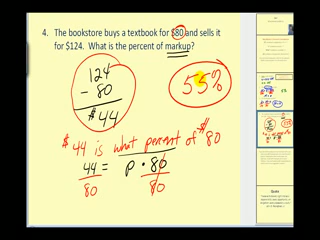 4. The bookstore buys a textbook for $80 and sells it
for $124. What is the percent of markup?
124
- 80
$44
55%
$44 is what percent of $80
44 = p · 80
80 80